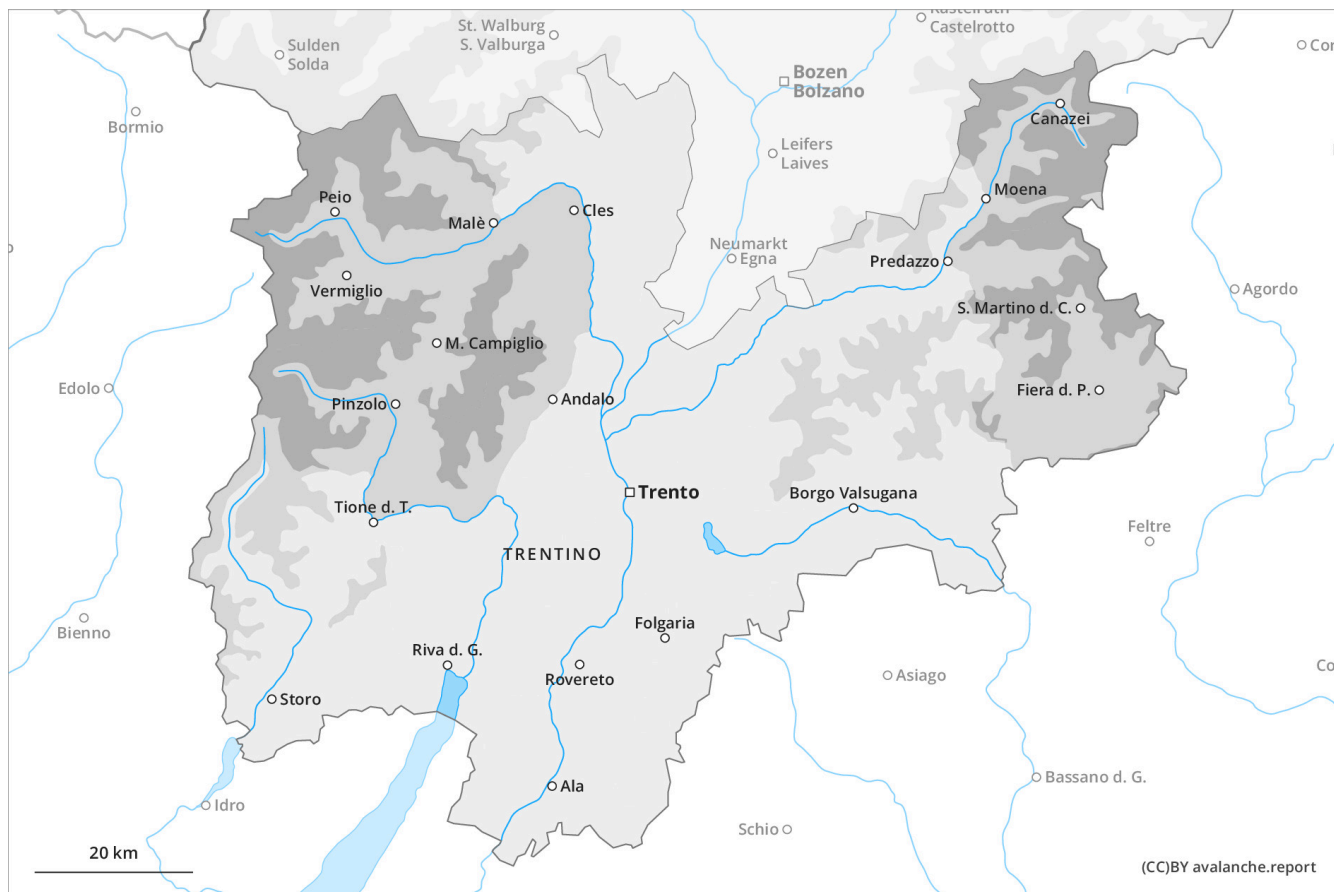 Kastelruth
Castelrotto
St. Walburg
S. Valburga
Sulden
Solda
Bozen
Bolzano
Bormio
Canazei
Leifers
Laives
Moena
Peio
Malè
Cles
Neumarkt
Egna
Predazzo
Vermiglio
Agordo
S. Martino d. C.
M. Campiglio
Edolo
Pinzolo
Andalo
Fiera d. P.
Trento
Borgo Valsugana
Tione d. T.
Feltre
TRENTINO
Bienno
Folgaria
Riva d. G.
Rovereto
Asiago
Storo
Bassano d. G.
Ala
Idro
Schio
20 km
(CC)BY avalanche.report